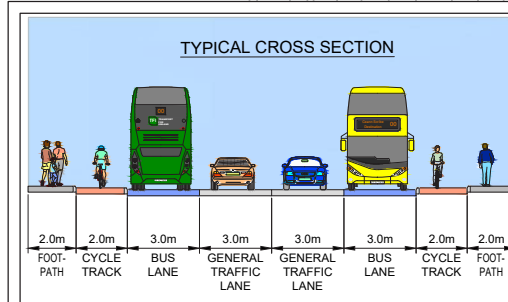 TYPICAL CROSS SECTION
2.0m 2.0m 3.0m 3.0m 3.0m 3.0m 2.0m 2.0m
FOOT-PATH
CYCLE TRACK
BUS LANE
GENERAL TRAFFIC LANE
GENERAL TRAFFIC LANE
BUS LANE
CYCLE TRACK
FOOT-PATH